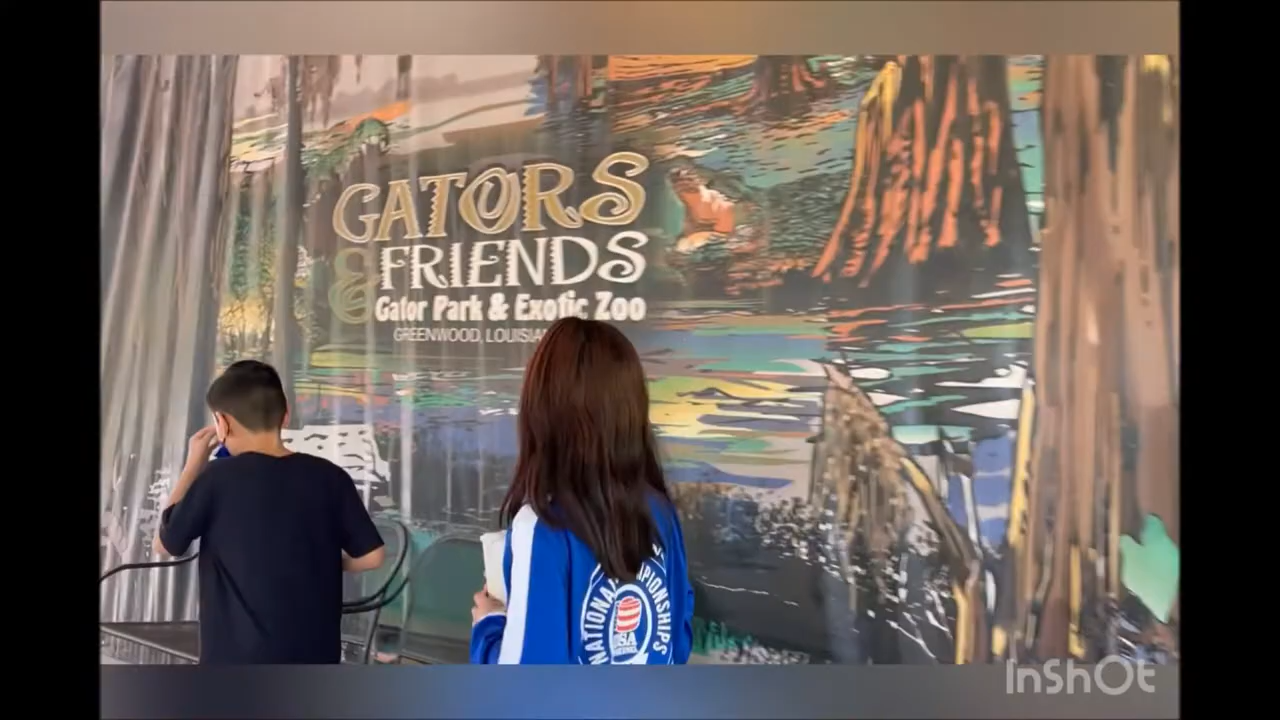 GATORS
& FRIENDS
Gator Park & Exotic Zoo
GREENWOOD, LOUISIA
NATIONAL CHAMPIONSHIPS
USA
InShOt